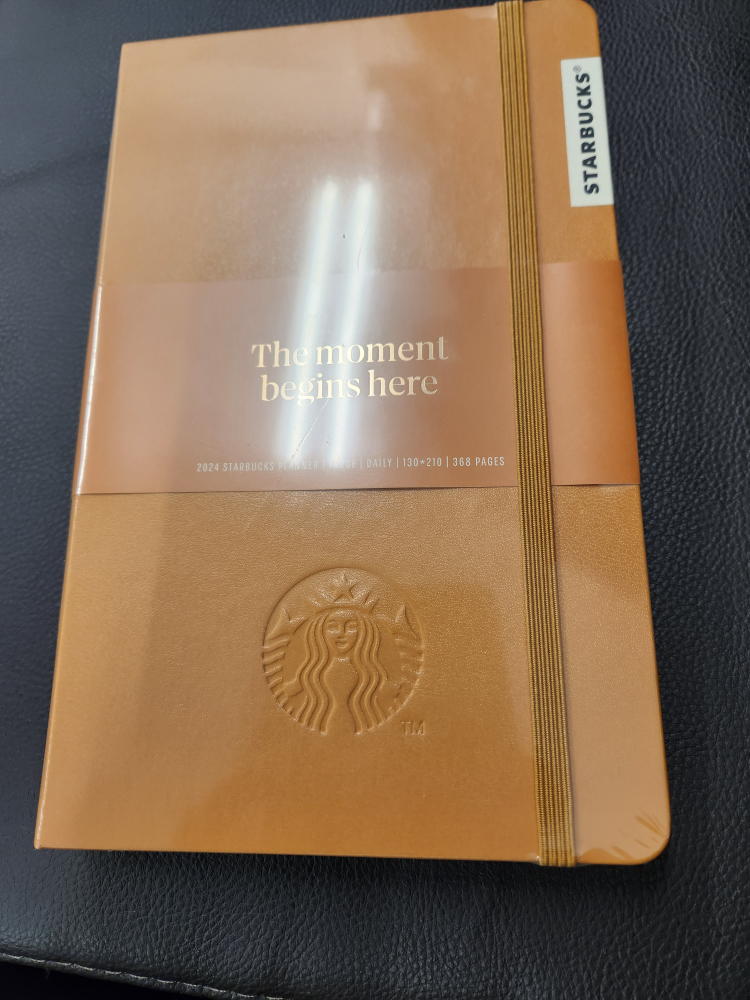 STARBUCKS®
The moment
begins here
2024 STARBUCKS PLANNER | | DAILY | 130*210 | 368 PAGES
TM